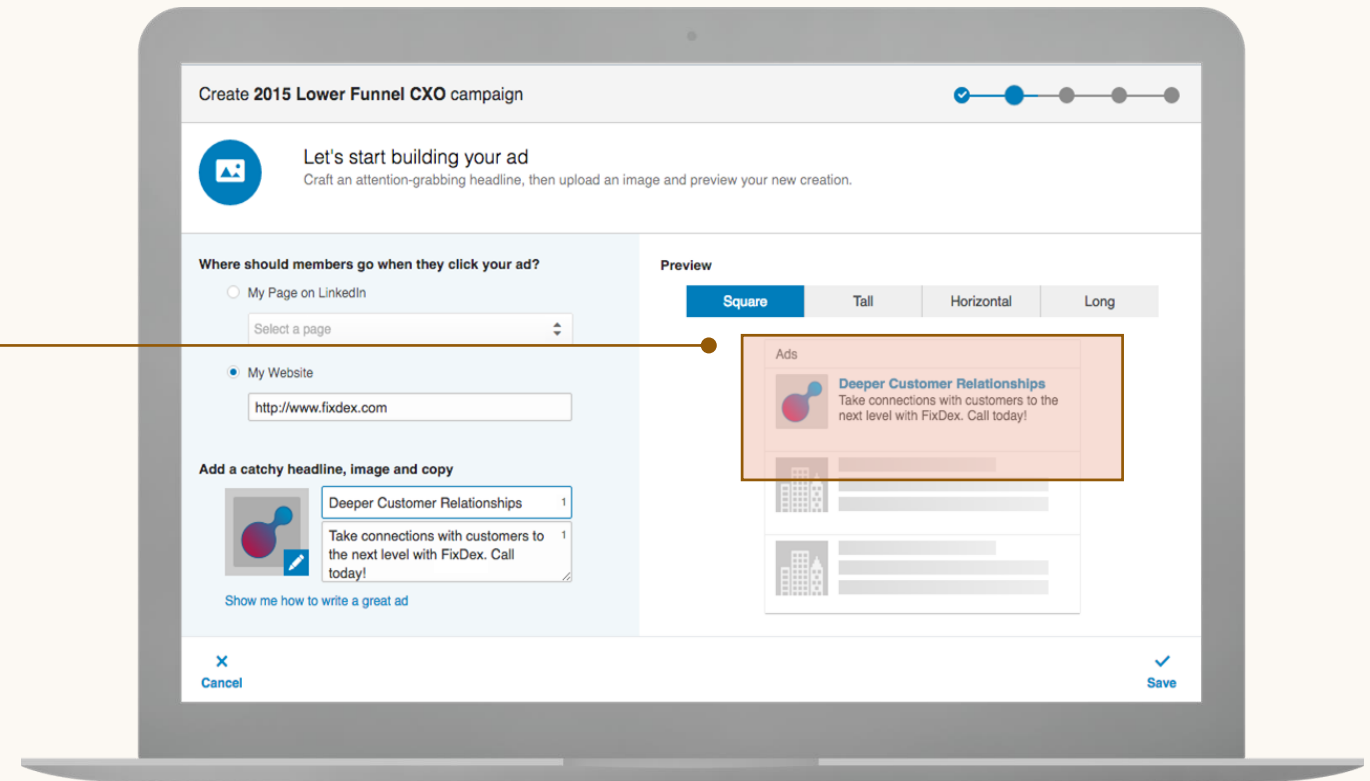 Create 2015 Lower Funnel CXO campaign
Let's start building your ad
Craft an attention-grabbing headline, then upload an image and preview your new creation.
Where should members go when they click your ad?
My Page on LinkedIn
Select a page
My Website
http://www.fixdex.com
Add a catchy headline, image and copy
Deeper Customer Relationships 1
Take connections with customers to 1
the next level with FixDex. Call
today!
Show me how to write a great ad
Preview
Square Tall Horizontal Long
Ads
Deeper Customer Relationships
Take connections with customers to the
next level with FixDex. Call today!
Cancel
Save